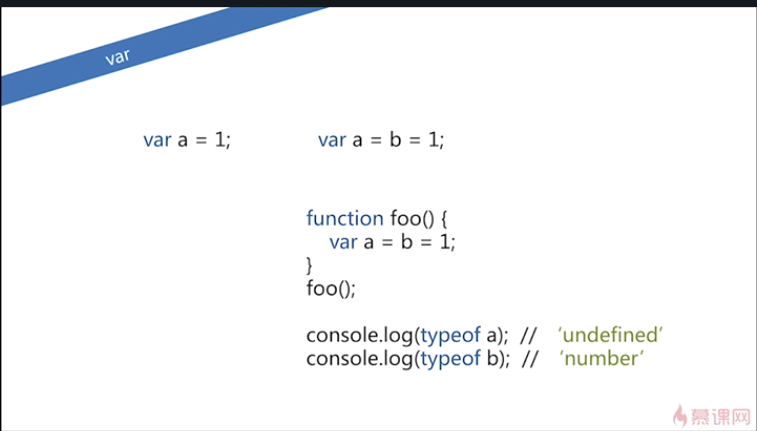 var
var a = 1;
var a = b = 1;
function foo() {
var a = b = 1;
}
foo();
console.log(typeof a); // ‘undefined’
console.log(typeof b); // ‘number’
慕课网